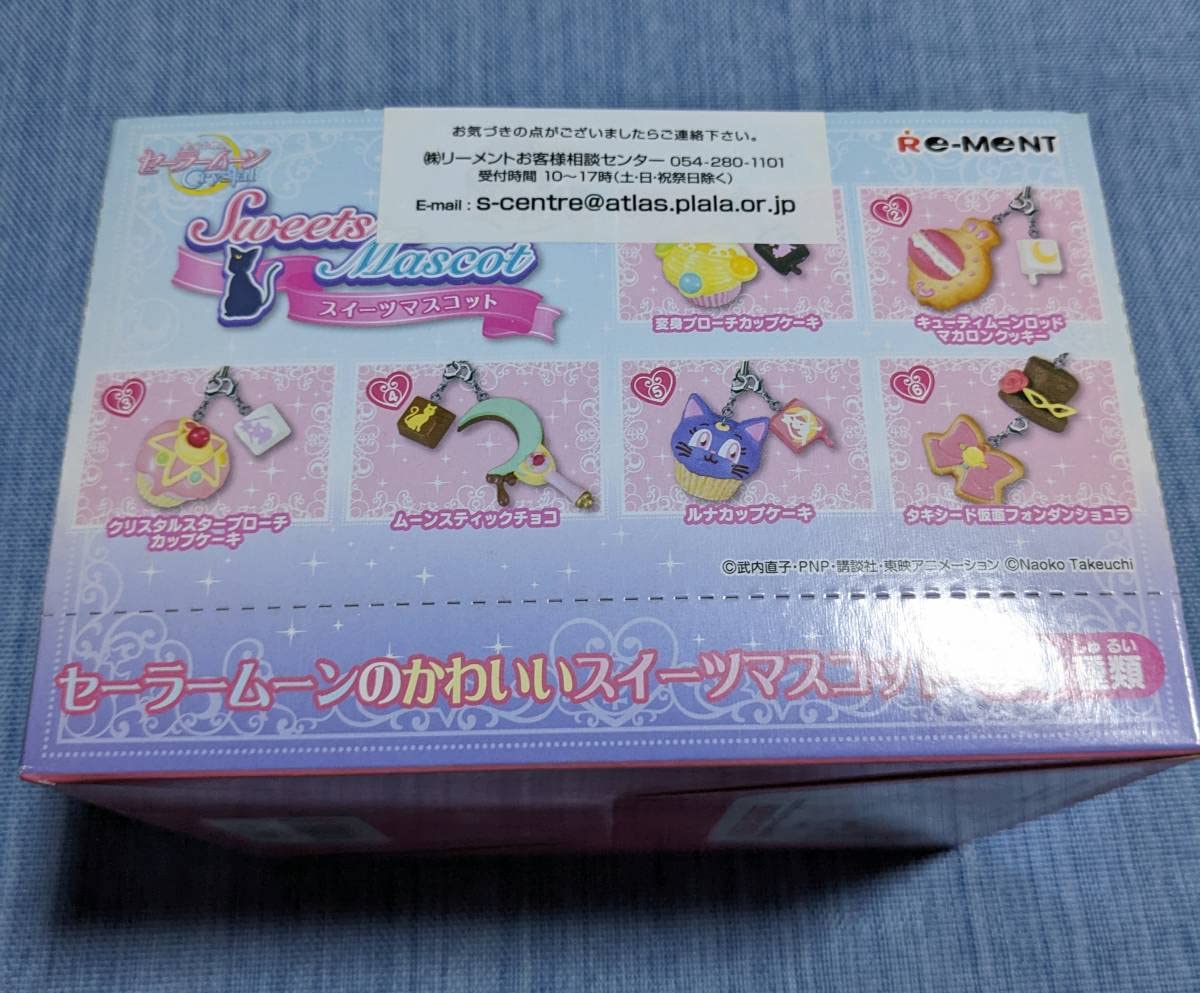 お気づきの点がございましたらご連絡下さい。
㈱リーメントお客様相談センター 054-280-1101
受付時間 10～17時(土・日・祝祭日除く)
E-mail : s-centre@atlas.plala.or.jp
Re-MeNT
セーラームーン
Crystal
Sweets
Mascot
スイーツマスコット
変身ブローチカップケーキ
2
キューティムーンロッド
マカロンクッキー
3
クリスタルスターブローチ
カップケーキ
4
ムーンスティックチョコ
5
ルナカップケーキ
6
タキシード仮面フォンダンショコラ
©武内直子・PNP・講談社・東映アニメーション ©Naoko Takeuchi
セーラームーンのかわいいスイーツマスコット
しゅるい
種類